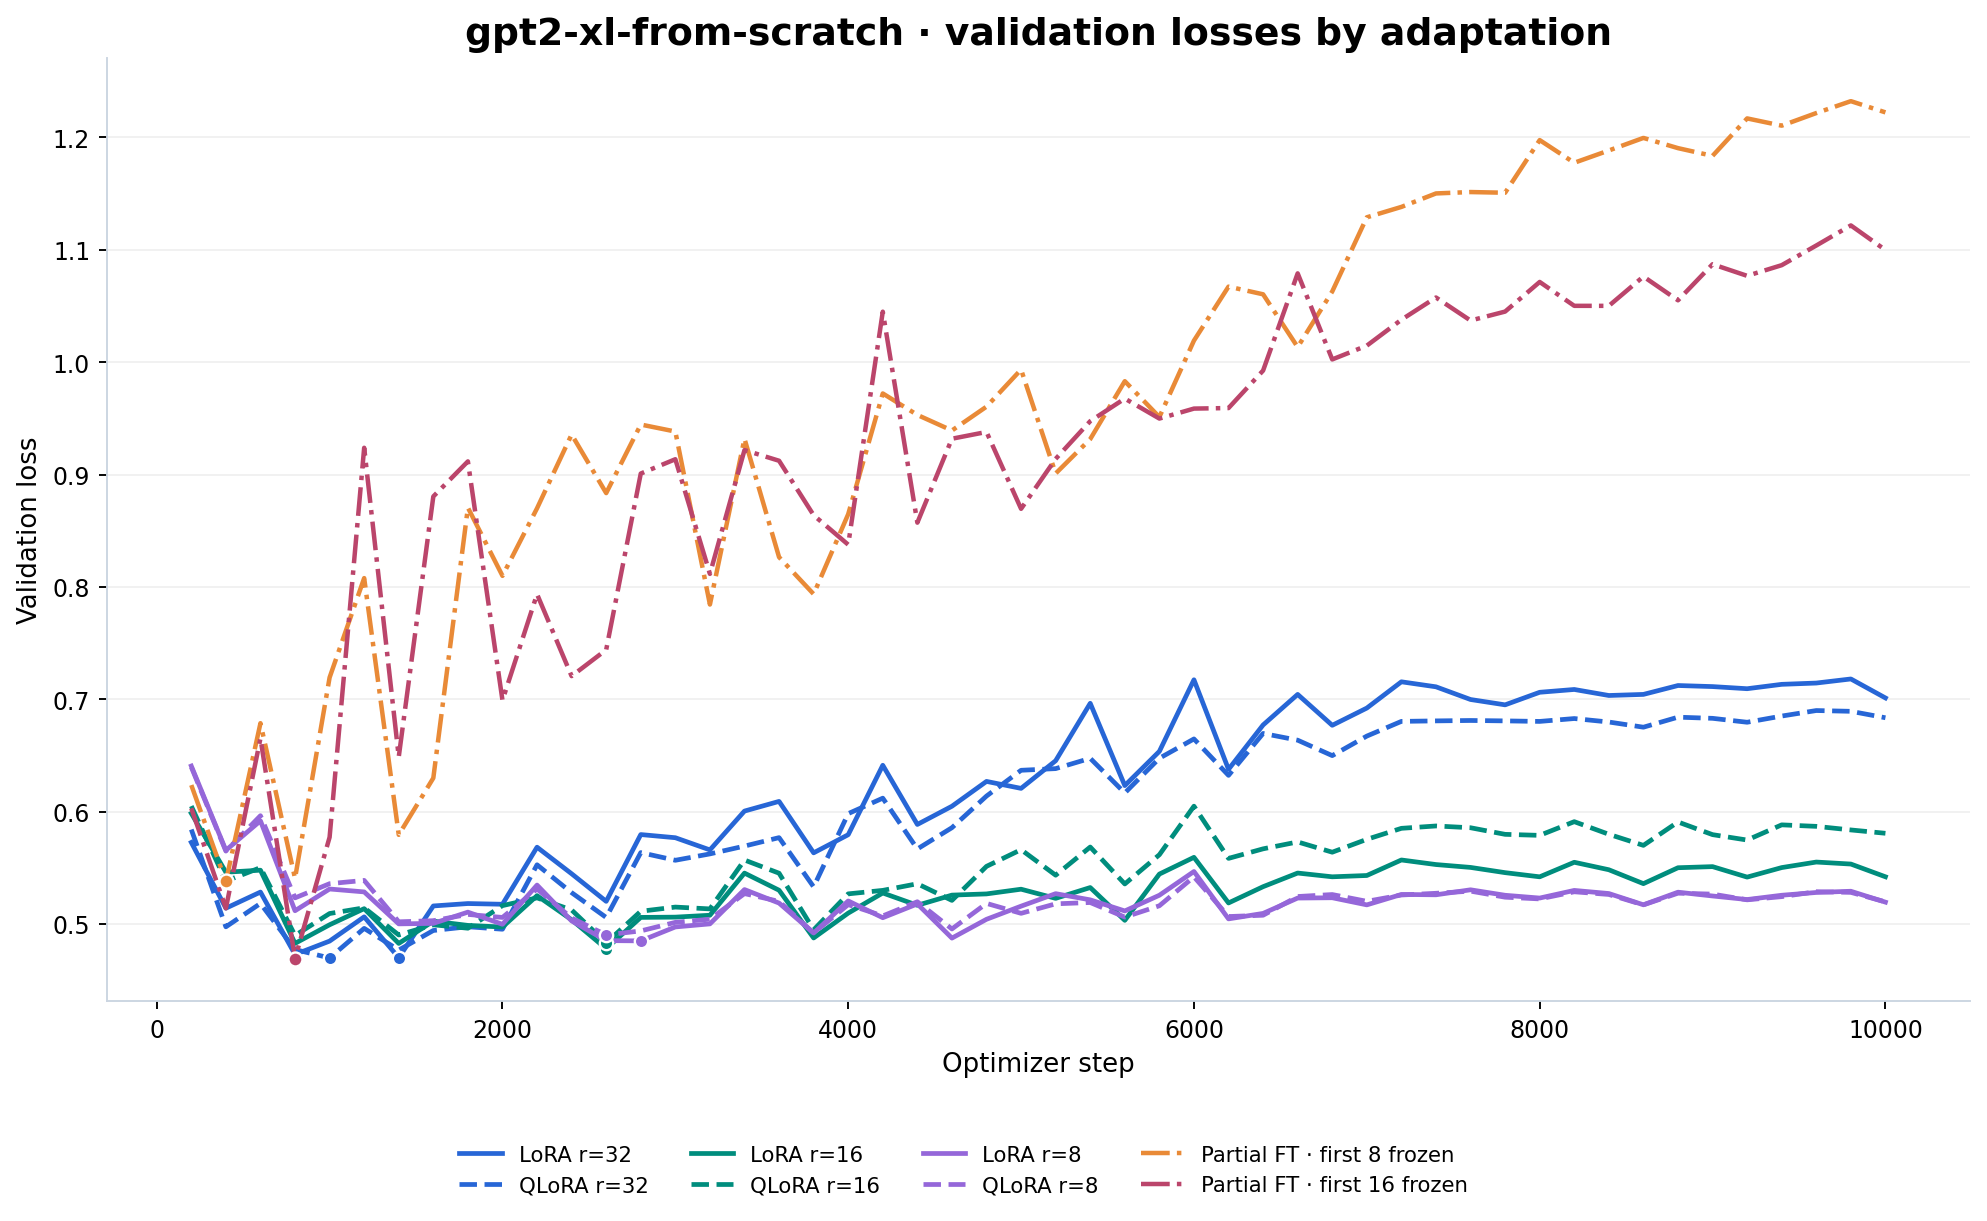 gpt2-xl-from-scratch · validation losses by adaptation
Validation loss
1.2
1.1
1.0
0.9
0.8
0.7
0.6
0.5
0 2000 4000 6000 8000 10000
Optimizer step
LoRA r=32 LoRA r=16 LoRA r=8 Partial FT · first 8 frozen
QLoRA r=32 QLoRA r=16 QLoRA r=8 Partial FT · first 16 frozen